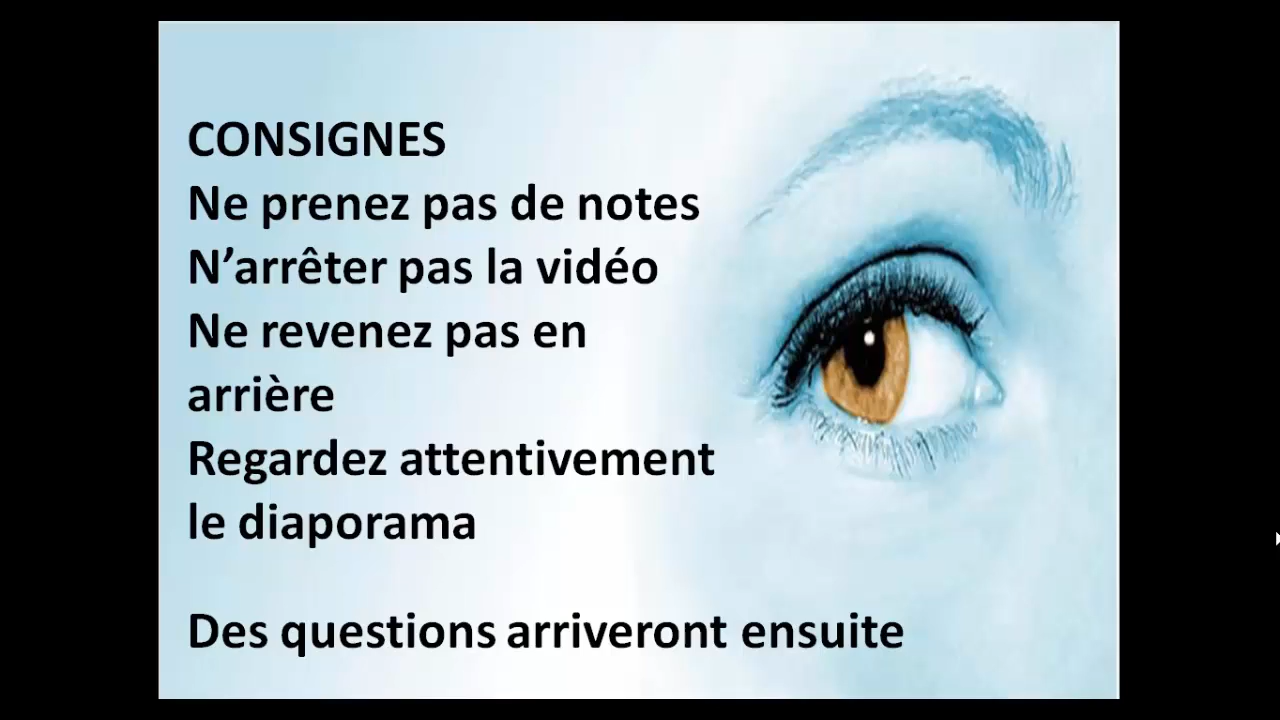 CONSIGNES
Ne prenez pas de notes
N’arrêter pas la vidéo
Ne revenez pas en
arrière
Regardez attentivement
le diaporama
Des questions arriveront ensuite